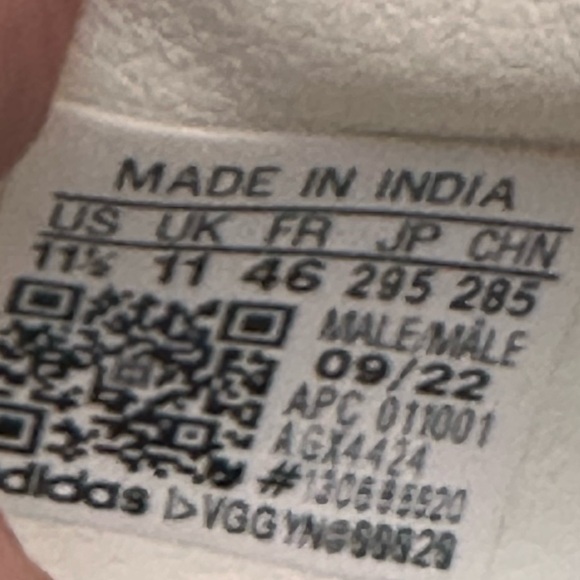 MADE IN INDIA
US UK FR JP CHN
11½ 11 46 295 285
MALE/MÂLE
09/22
APC 011001
AGX4424
adidas